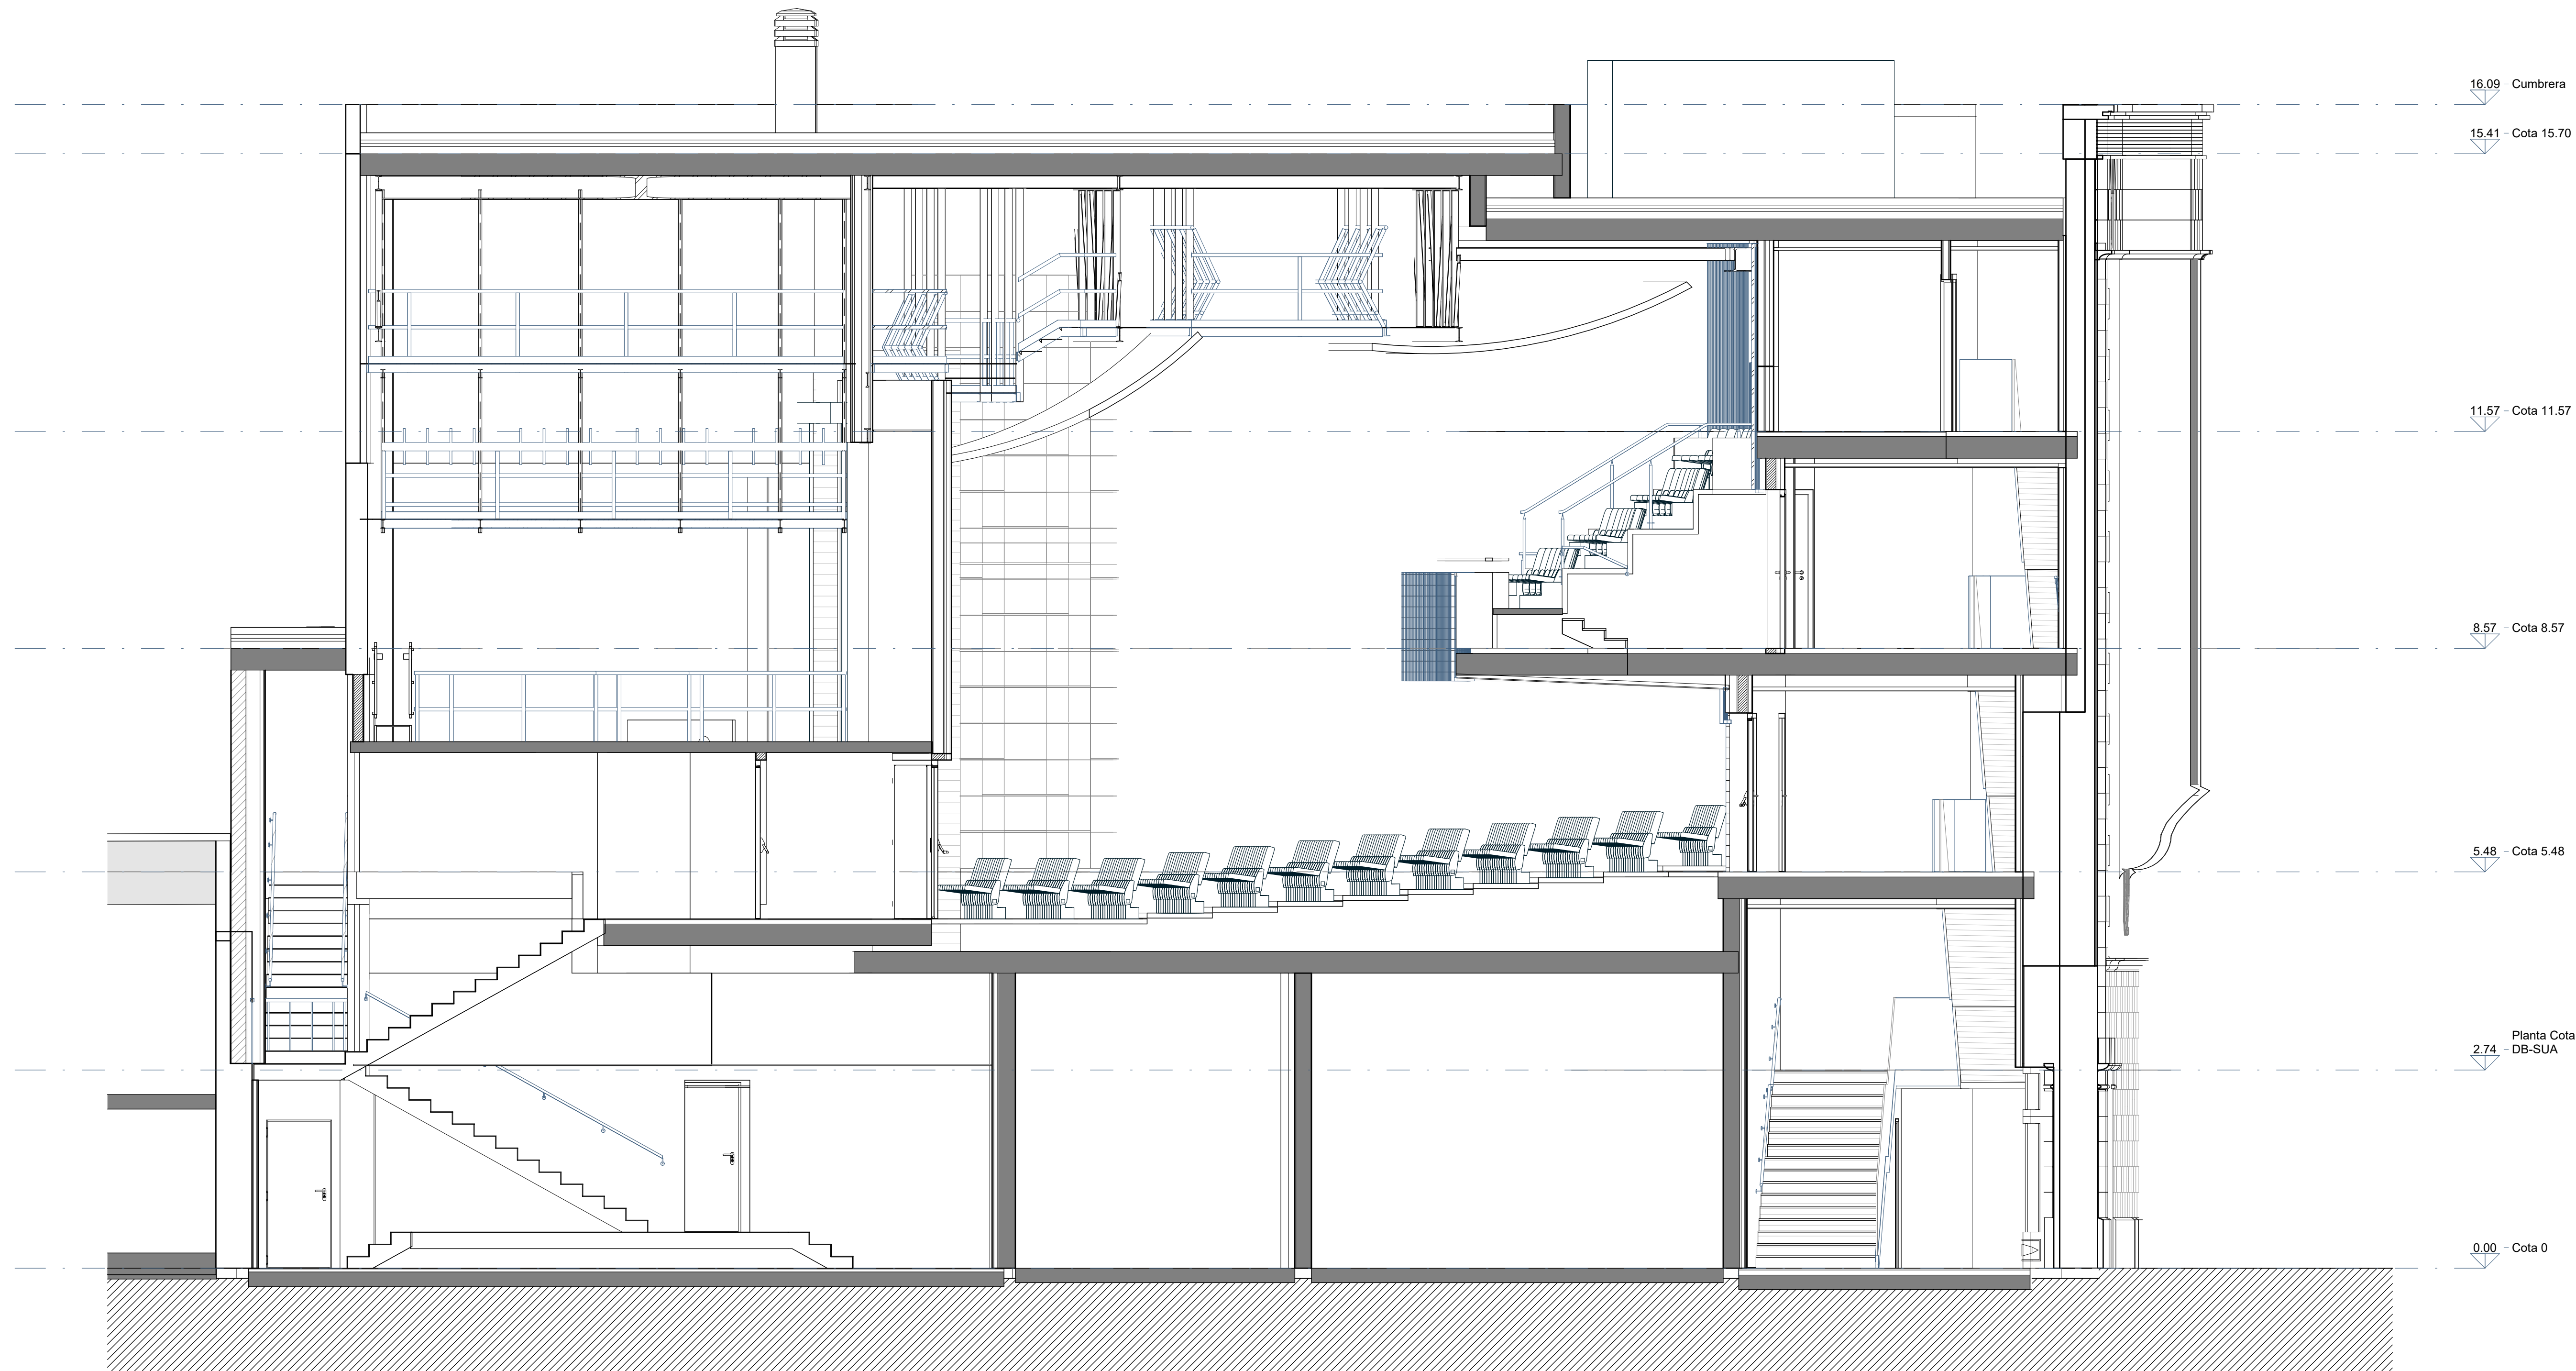 16.09 Cumbrera
15.41 Cota 15.70
11.57 Cota 11.57
8.57 Cota 8.57
5.48 Cota 5.48
Planta Cota
2.74 DB-SUA
0.00 Cota 0